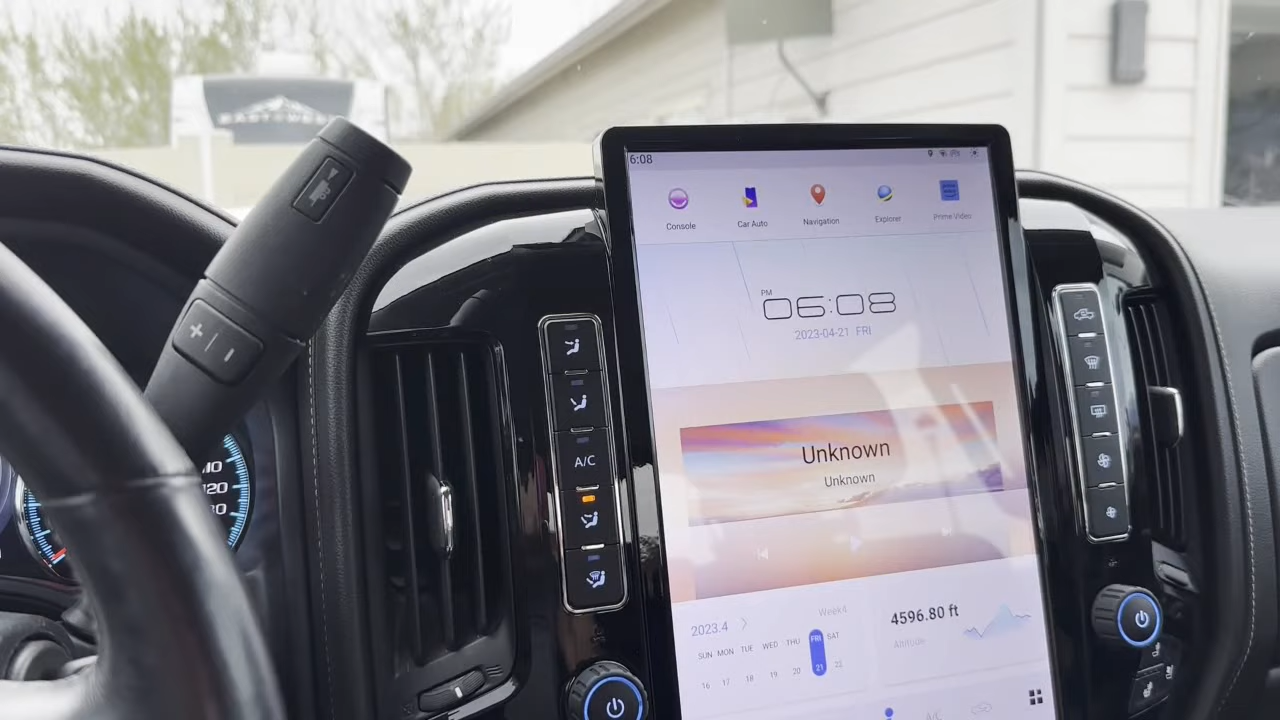 6:08
Console
Car Auto
Navigation
Explorer
Prime Video
PM
06:08
2023-04-21 FRI
Unknown
Unknown
2023.4
Week4
SUN MON TUE WED THU FRI SAT
16 17 18 19 20 21 22
4596.80 ft
Altitude
A/C
A/C
+ | -
120